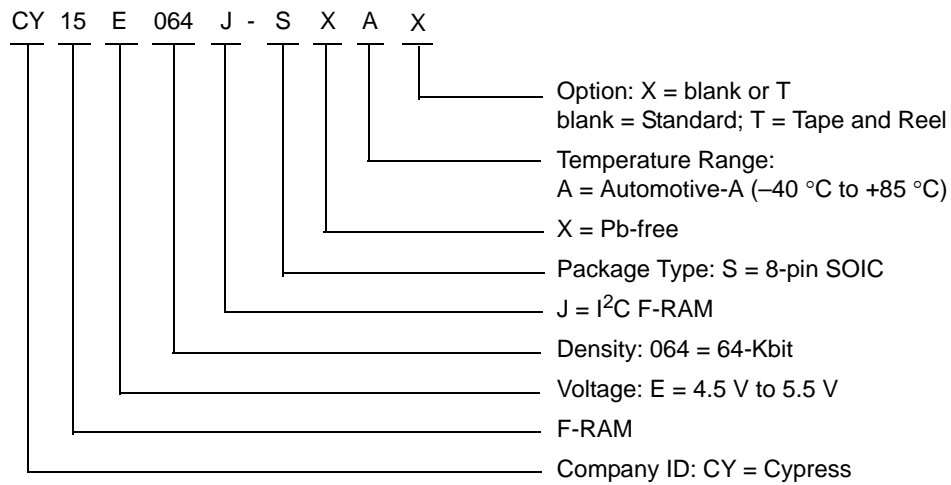 CY 15 E 064 J - S X A X
Option: X = blank or T
blank = Standard; T = Tape and Reel
Temperature Range:
A = Automotive-A (–40 °C to +85 °C)
X = Pb-free
Package Type: S = 8-pin SOIC
J = I²C F-RAM
Density: 064 = 64-Kbit
Voltage: E = 4.5 V to 5.5 V
F-RAM
Company ID: CY = Cypress